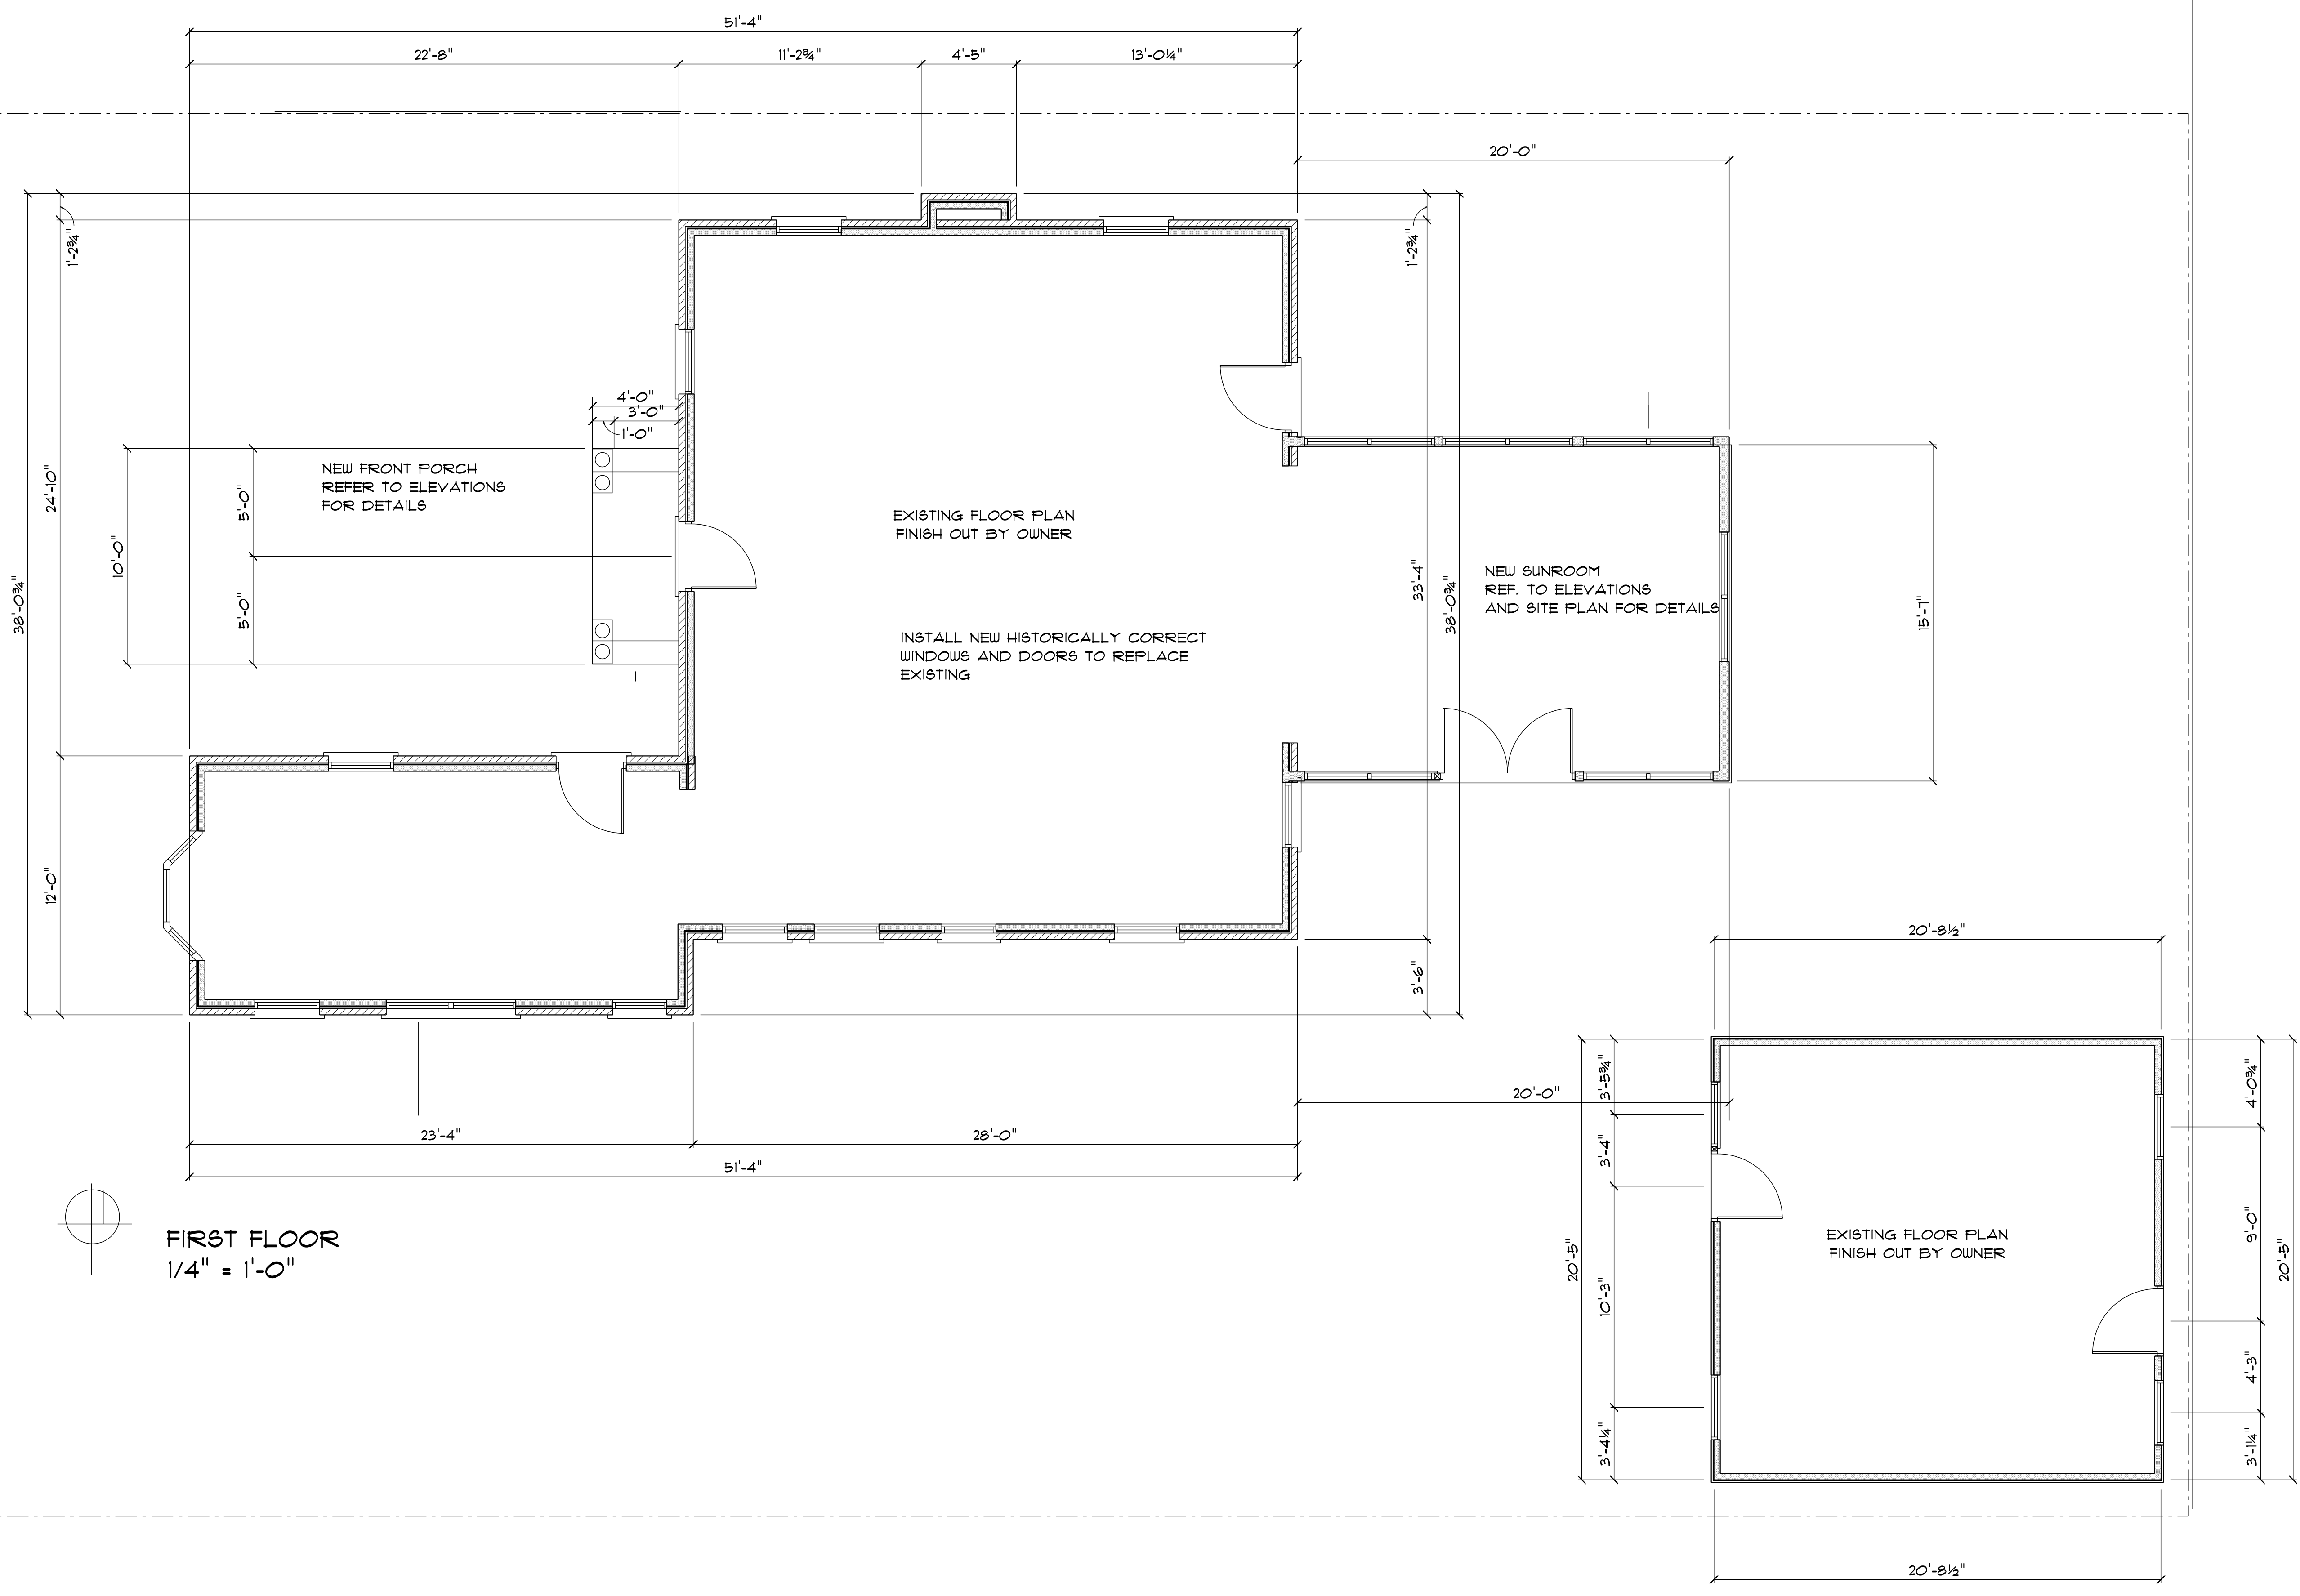 51'-4"
22'-8"
11'-2¾"
4'-5"
13'-0¼"
20'-0"
1'-2¾"
1'-2¾"
4'-0"
3'-0"
1'-0"
24'-10"
38'-0¾"
10'-0"
5'-0"
5'-0"
NEW FRONT PORCH
REFER TO ELEVATIONS
FOR DETAILS
EXISTING FLOOR PLAN
FINISH OUT BY OWNER
INSTALL NEW HISTORICALLY CORRECT
WINDOWS AND DOORS TO REPLACE
EXISTING
33'-4"
38'-0¾"
NEW SUNROOM
REF. TO ELEVATIONS
AND SITE PLAN FOR DETAILS
15'-7"
12'-0"
3'-6"
20'-8½"
20'-0"
23'-4"
28'-0"
51'-4"
3'-5¾"
3'-4"
10'-3"
3'-4¼"
20'-5"
EXISTING FLOOR PLAN
FINISH OUT BY OWNER
4'-0¾"
9'-0"
4'-3"
3'-1¼"
20'-5"
20'-8½"
FIRST FLOOR
1/4" = 1'-0"